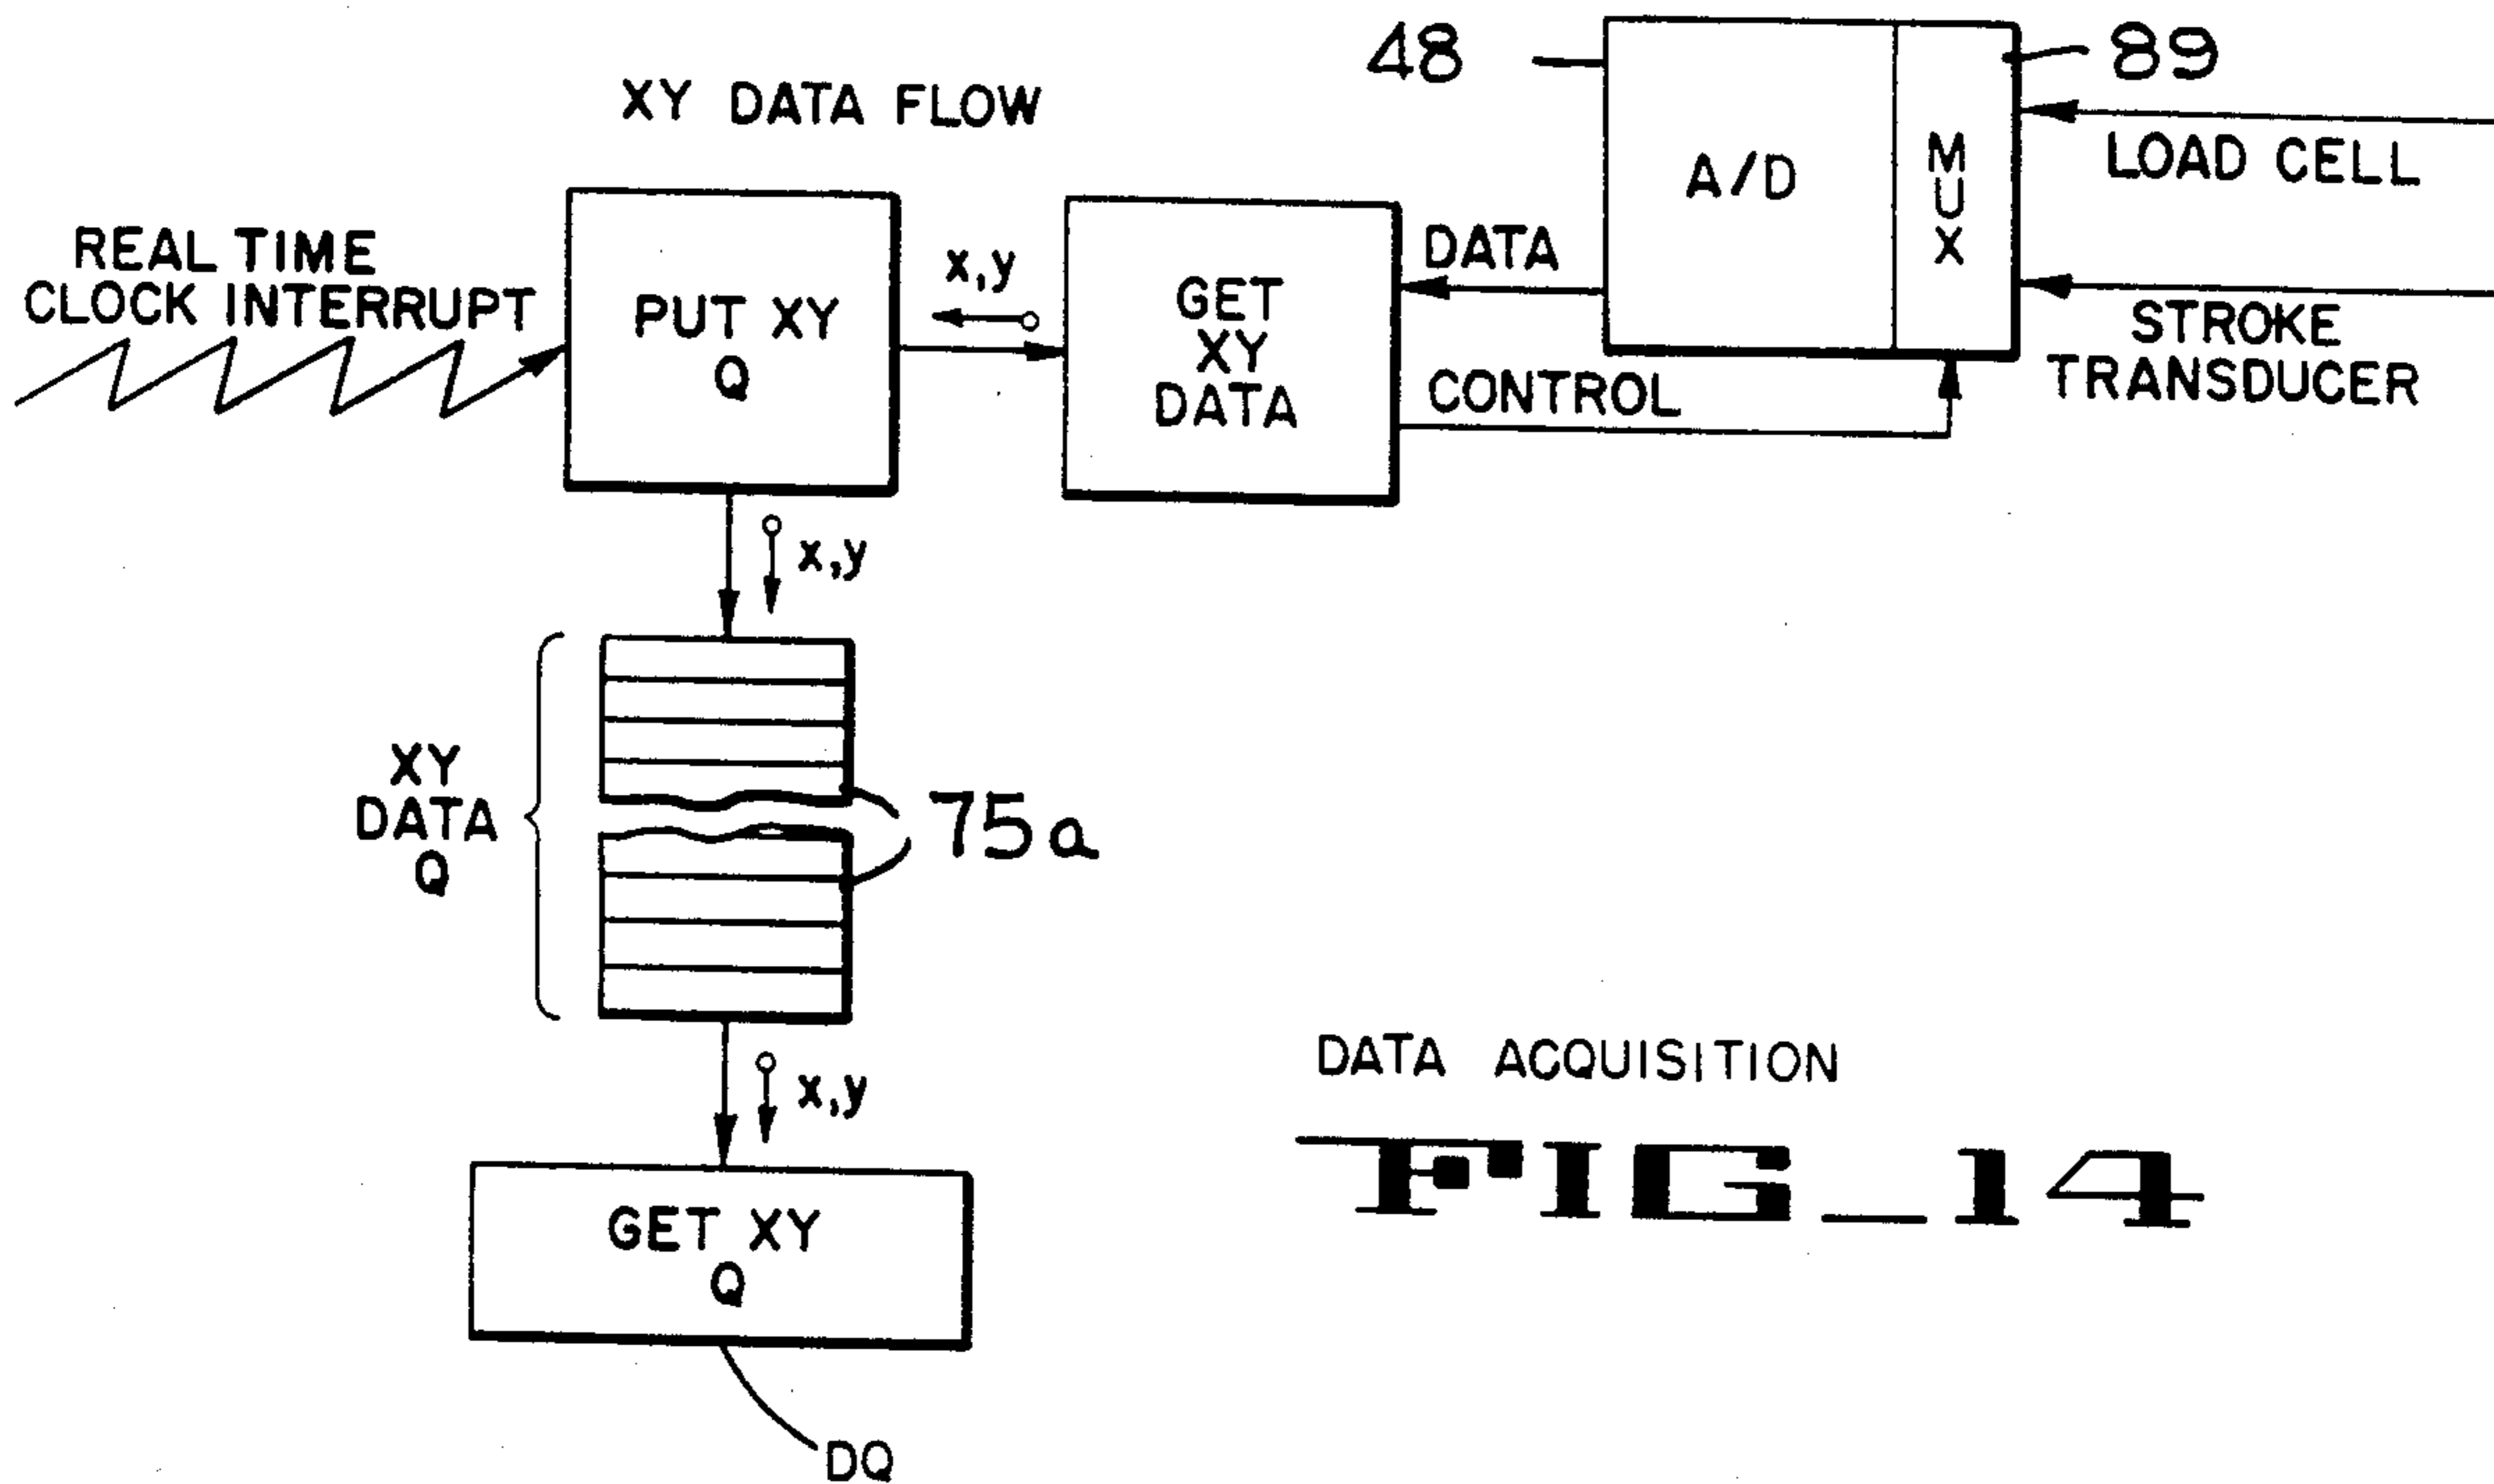 48
89
XY DATA FLOW
A/D
MUX
LOAD CELL
REAL TIME
CLOCK INTERRUPT
PUT XY
Q
x,y
GET
XY
DATA
DATA
CONTROL
STROKE
TRANSDUCER
x,y
XY
DATA
Q
75a
x,y
GET XY
Q
DQ
DATA ACQUISITION
FIG_14